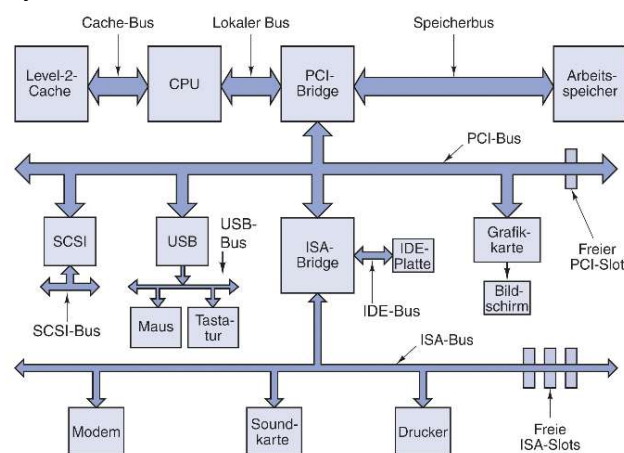 Cache-Bus
Lokaler Bus
Speicherbus
Level-2-
Cache
CPU
PCI-
Bridge
Arbeits-
speicher
PCI-Bus
SCSI
USB
USB-
Bus
ISA-
Bridge
IDE-
Platte
Grafik-
karte
Freier
PCI-Slot
SCSI-Bus
Maus
Tasta-
tur
IDE-Bus
Bild-
schirm
ISA-Bus
Modem
Sound-
karte
Drucker
Freie
ISA-Slots